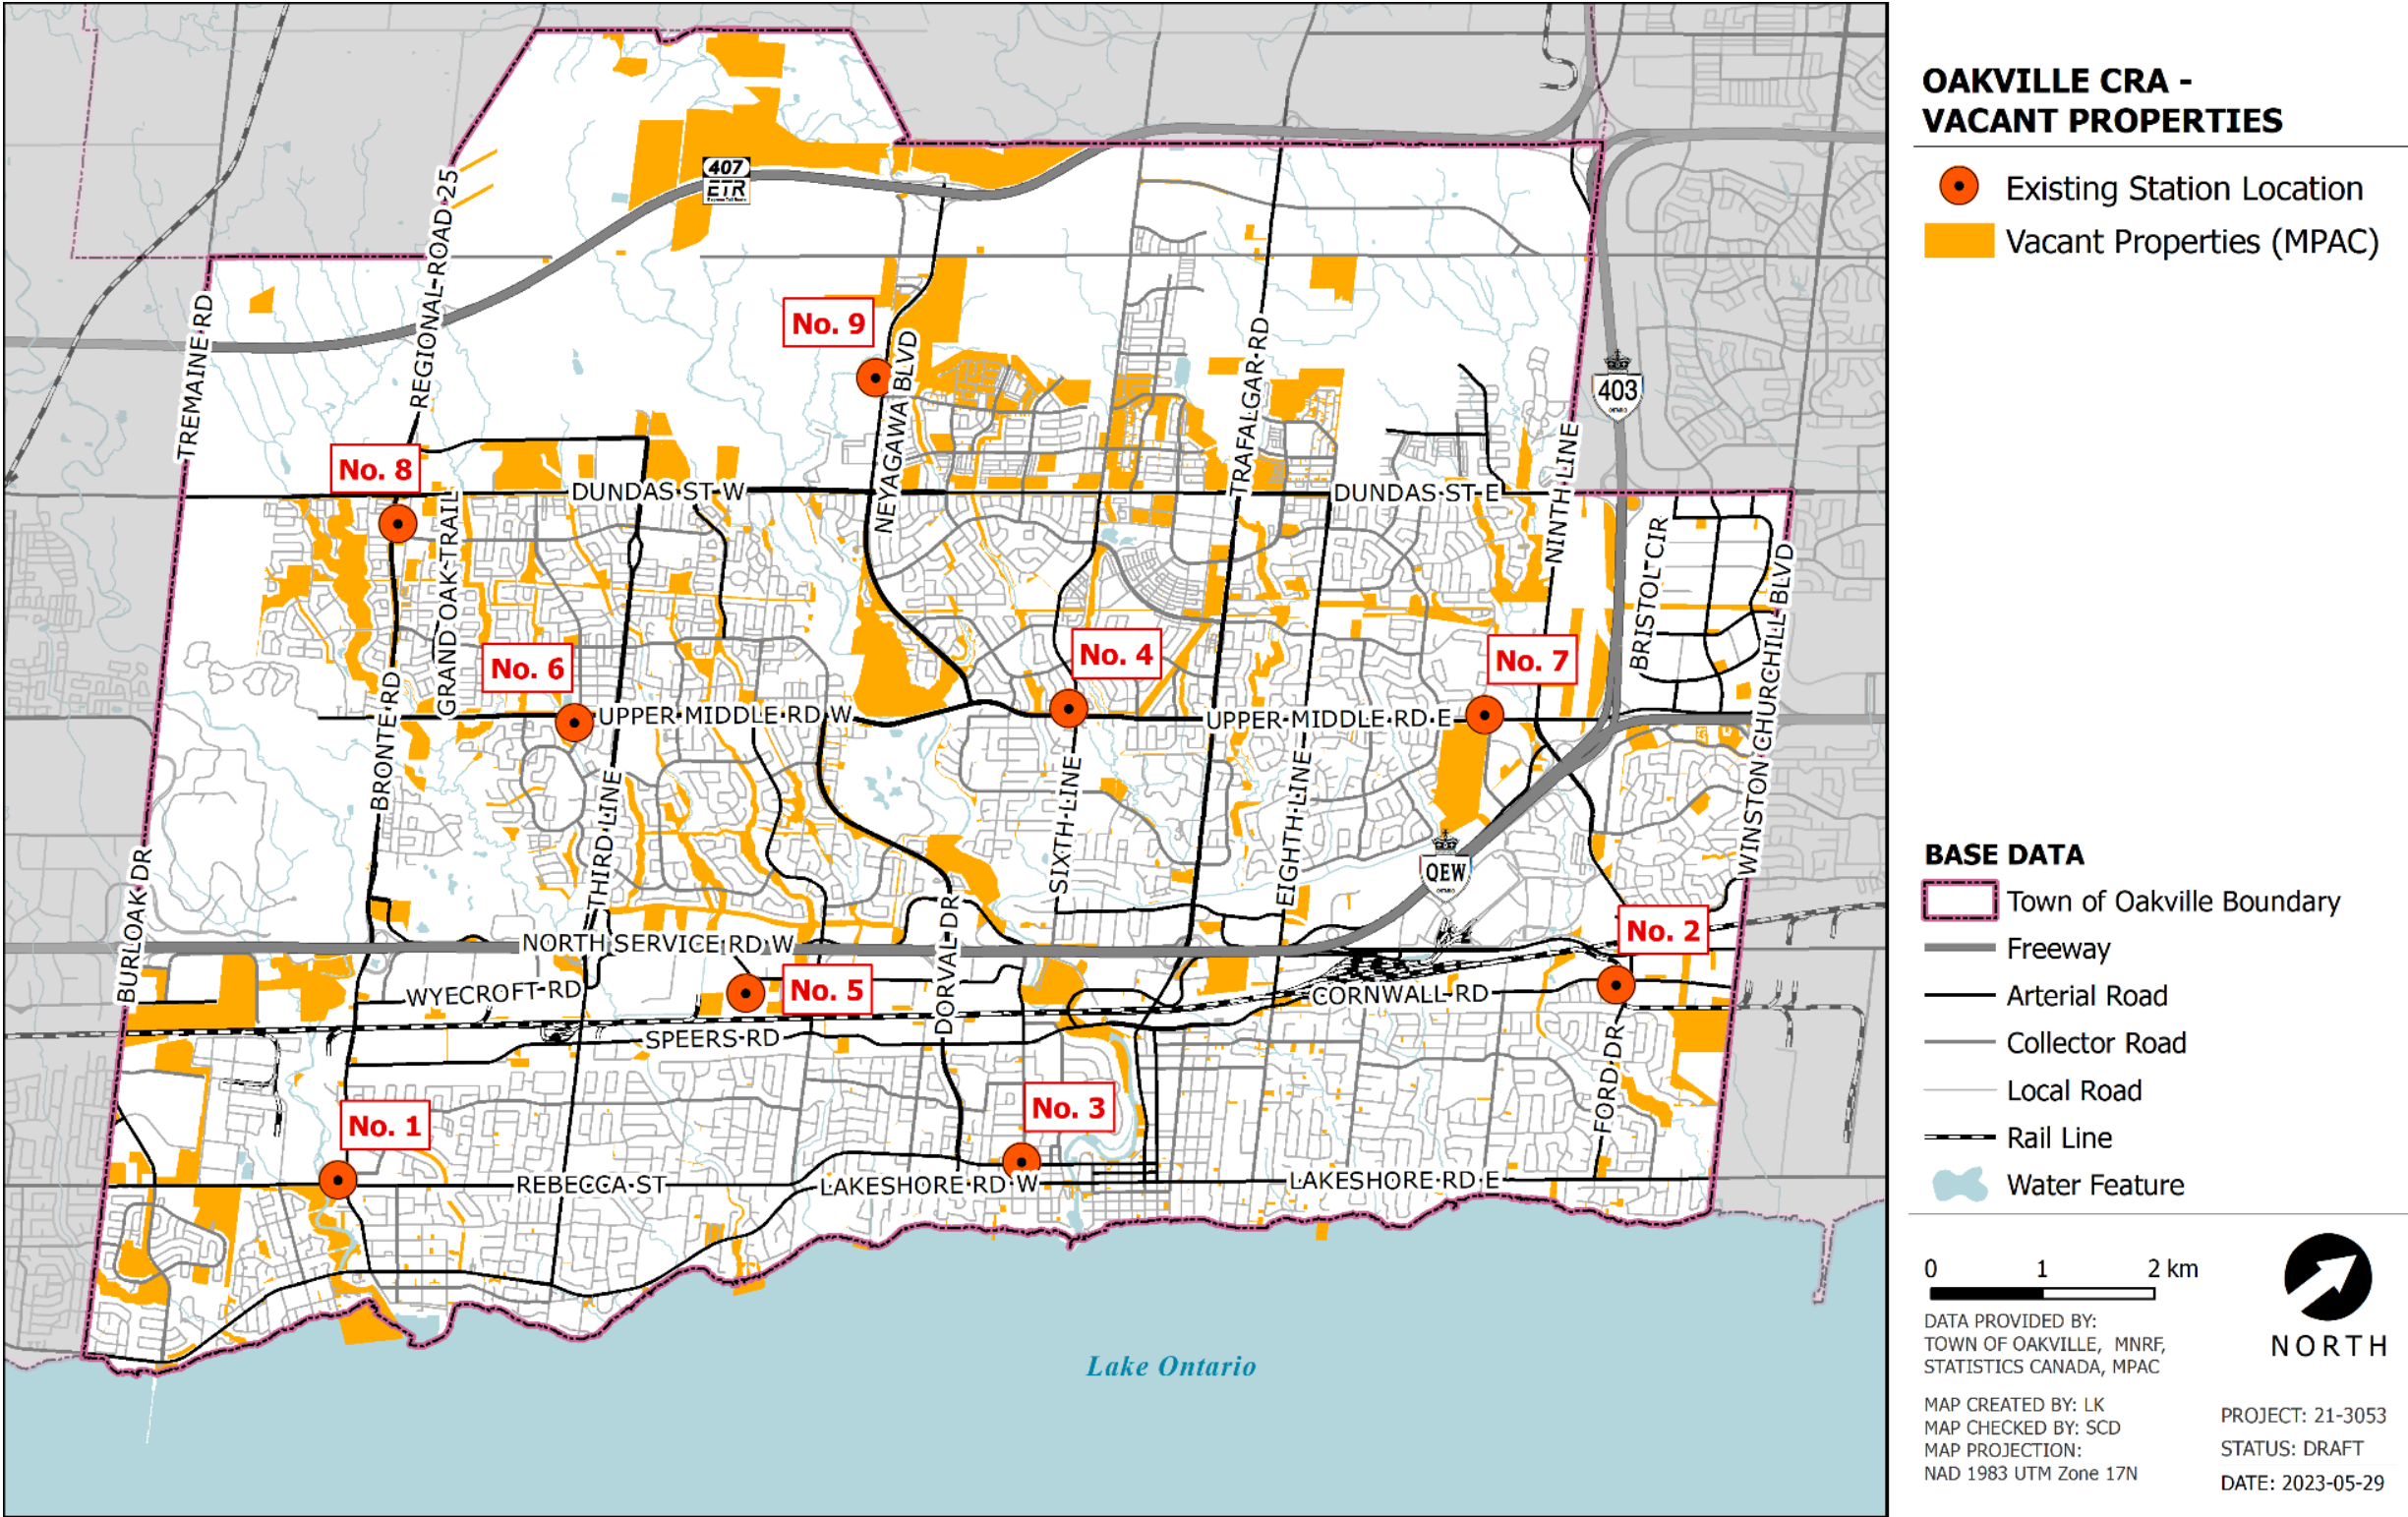 OAKVILLE CRA -
VACANT PROPERTIES
Existing Station Location
Vacant Properties (MPAC)
BASE DATA
Town of Oakville Boundary
Freeway
Arterial Road
Collector Road
Local Road
Rail Line
Water Feature
0 1 2 km
NORTH
DATA PROVIDED BY:
TOWN OF OAKVILLE, MNRF,
STATISTICS CANADA, MPAC
MAP CREATED BY: LK
MAP CHECKED BY: SCD
MAP PROJECTION:
NAD 1983 UTM Zone 17N
PROJECT: 21-3053
STATUS: DRAFT
DATE: 2023-05-29
407
ETR
REGIONAL ROAD 25
TREMAINE RD
No. 9
NEYAGAWA BLVD
TRAFALGAR RD
403
ONTARIO
No. 8
DUNDAS ST W
DUNDAS ST E
NINTH LINE
GRAND OAK TRAIL
BRISTOL CIR
WINSTON CHURCHILL BLVD
No. 6
No. 4
No. 7
BRONTE RD
UPPER MIDDLE RD W
UPPER MIDDLE RD E
THIRD LINE
SIXTH LINE
EIGHTH LINE
QEW
ONTARIO
BURLOAK DR
NORTH SERVICE RD W
DORVAL DR
No. 2
WYECROFT RD
No. 5
CORNWALL RD
SPEERS RD
FORD DR
No. 1
No. 3
REBECCA ST
LAKESHORE RD W
LAKESHORE RD E
Lake Ontario